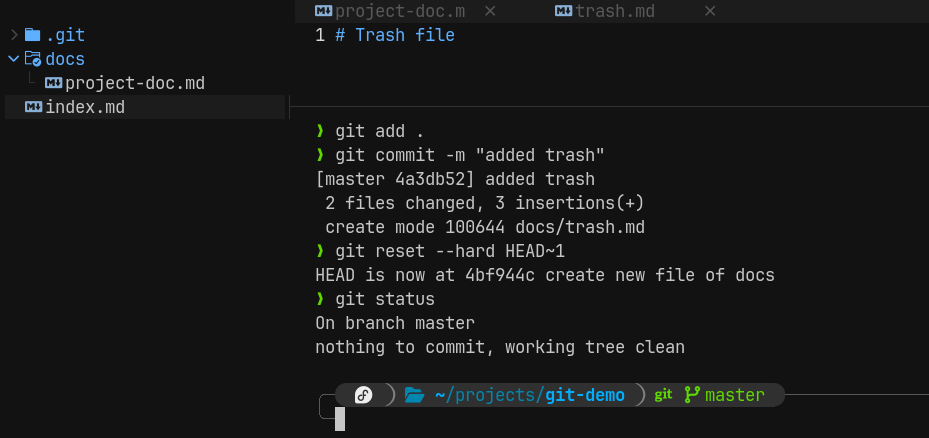 project-doc.m
trash.md
.git
docs
project-doc.md
index.md
1 # Trash file
❯ git add .
❯ git commit -m "added trash"
[master 4a3db52] added trash
2 files changed, 3 insertions(+)
create mode 100644 docs/trash.md
❯ git reset --hard HEAD~1
HEAD is now at 4bf944c create new file of docs
❯ git status
On branch master
nothing to commit, working tree clean
~/projects/git-demo git master